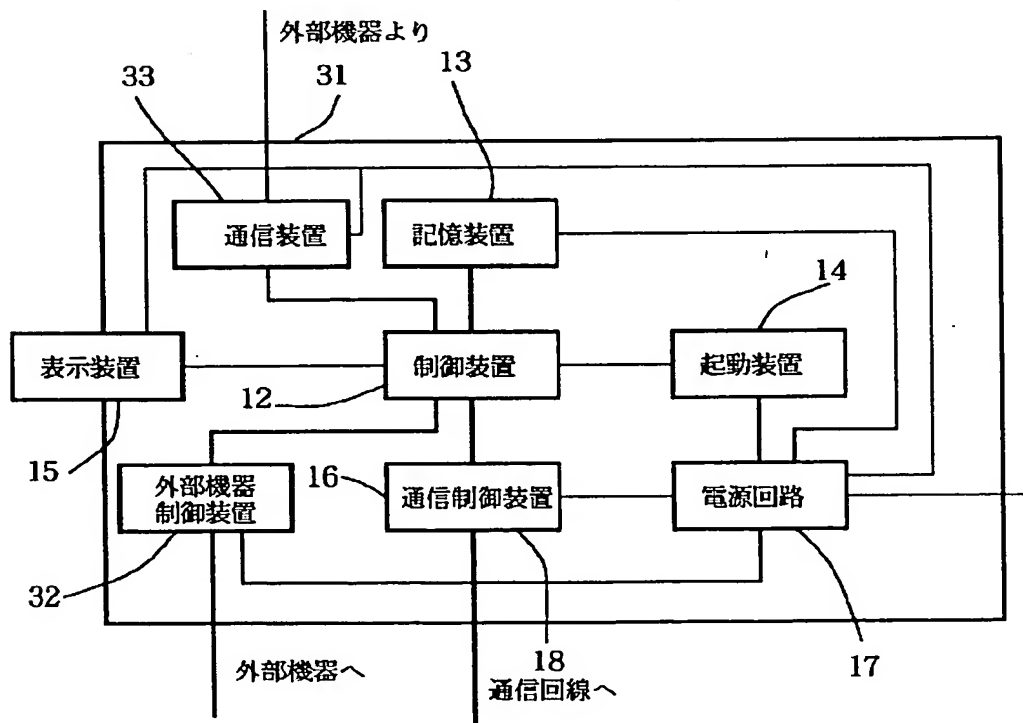 外部機器より
33
31
13
通信装置
記憶装置
14
表示装置
制御装置
起動装置
12
15
外部機器
制御装置
16
通信制御装置
電源回路
32
外部機器へ
18
通信回線へ
17